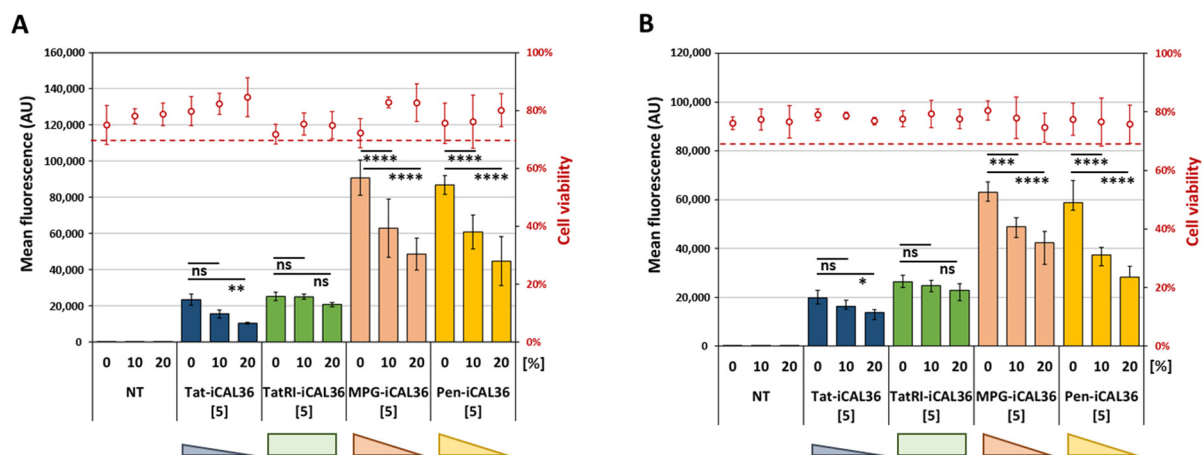 A
160,000
140,000
120,000
100,000
80,000
60,000
40,000
20,000
0
Mean fluorescence (AU)
100%
80%
60%
40%
20%
0%
Cell viability
ns
**
ns
ns
****
****
****
****
0 10 20 0 10 20 0 10 20 0 10 20 0 10 20 [%]
NT Tat-iCAL36 TatRI-iCAL36 MPG-iCAL36 Pen-iCAL36
[5] [5] [5] [5]
B
120,000
100,000
80,000
60,000
40,000
20,000
0
Mean fluorescence (AU)
100%
80%
60%
40%
20%
0%
Cell viability
ns
*
ns
ns
***
****
****
****
0 10 20 0 10 20 0 10 20 0 10 20 0 10 20 [%]
NT Tat-iCAL36 TatRI-iCAL36 MPG-iCAL36 Pen-iCAL36
[5] [5] [5] [5]